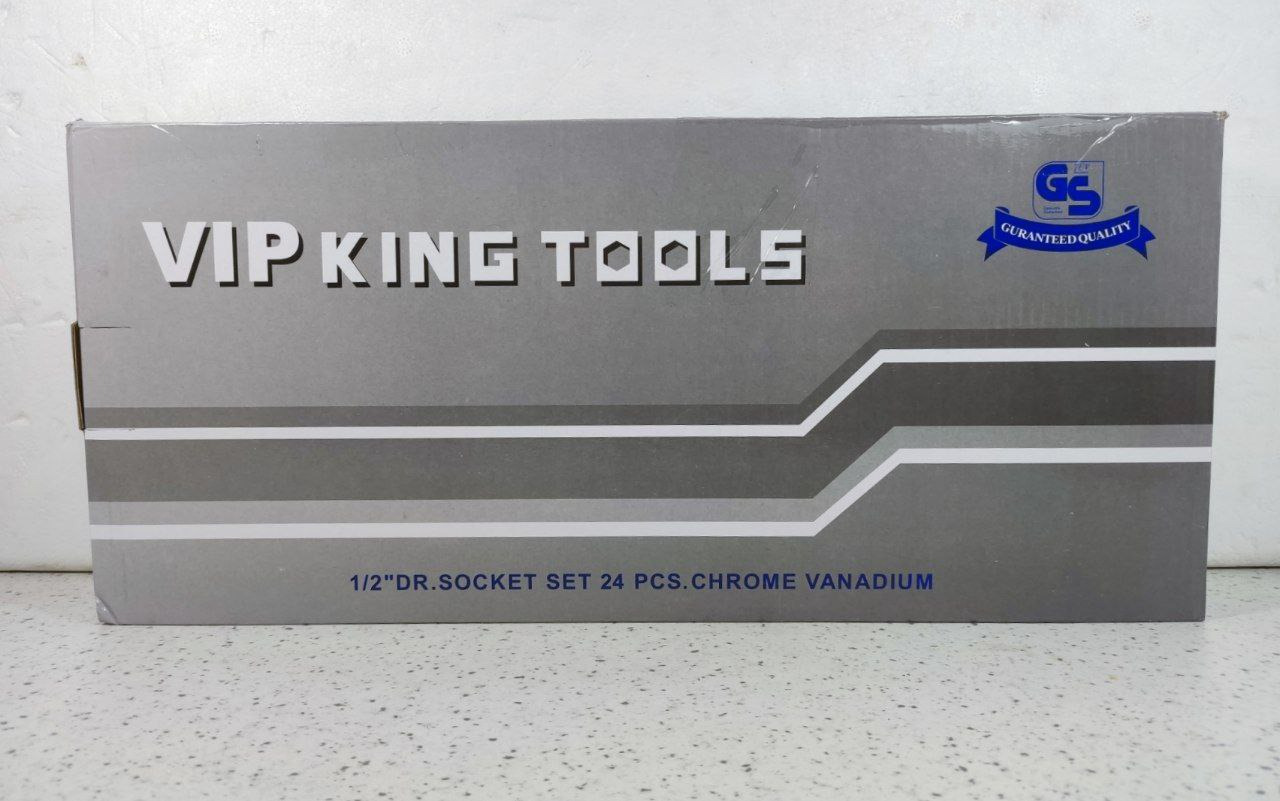 VIP KING TOOLS
GS
GURANTEED QUALITY
1/2"DR.SOCKET SET 24 PCS.CHROME VANADIUM